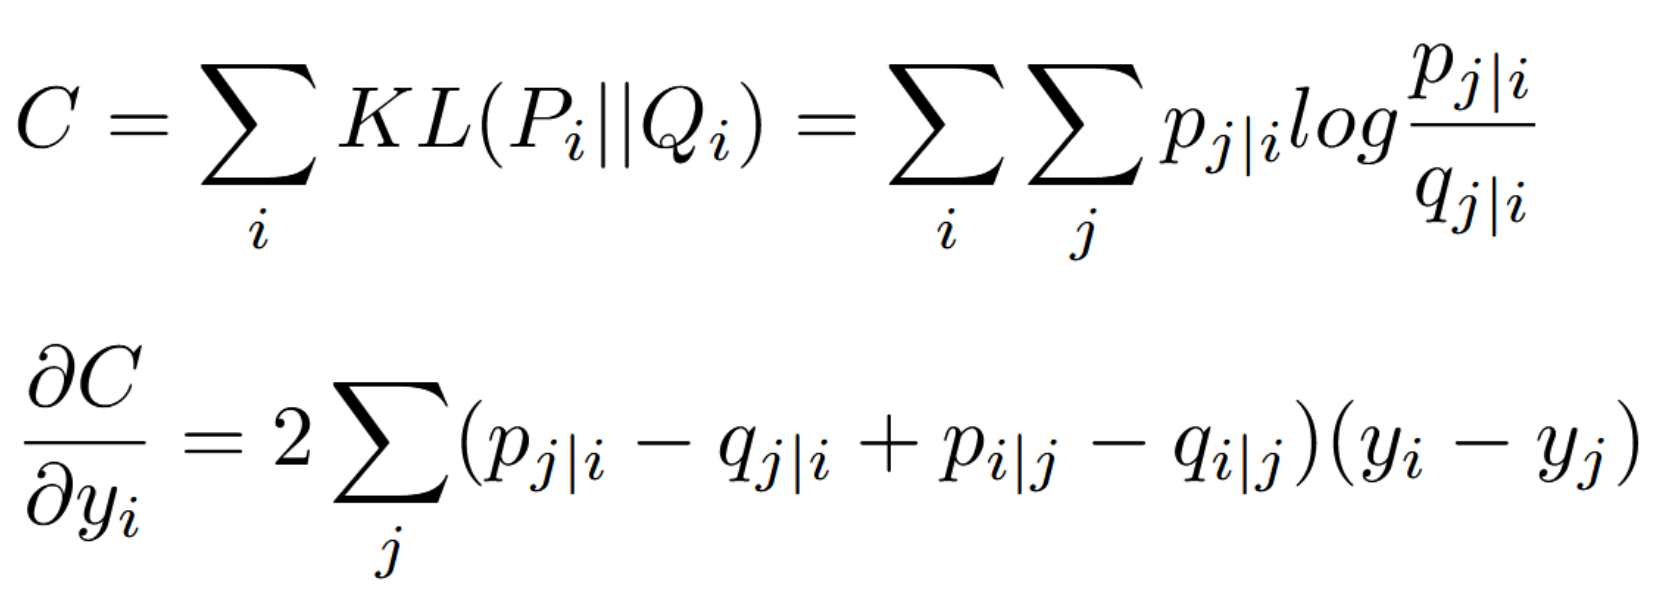 C = \sum_i KL(P_i||Q_i) = \sum_i \sum_j p_{j|i} log \frac{p_{j|i}}{q_{j|i}}
\frac{\partial C}{\partial y_i} = 2 \sum_j (p_{j|i} - q_{j|i} + p_{i|j} - q_{i|j})(y_i - y_j)